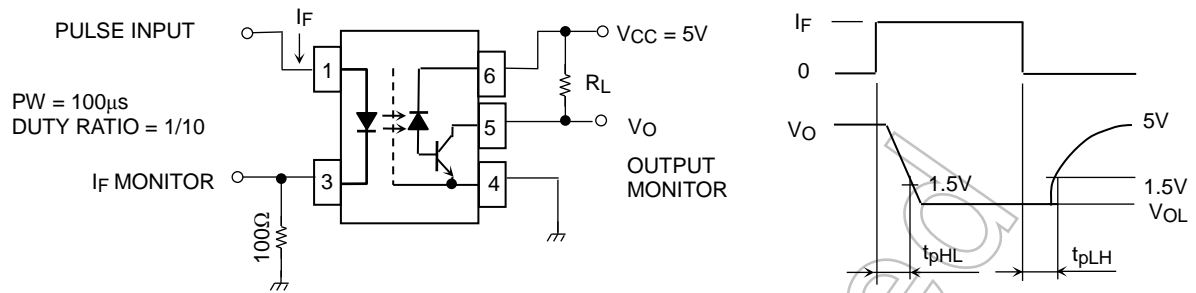 PULSE INPUT
IF
VCC = 5V
1
6
RL
PW = 100μs
DUTY RATIO = 1/10
5
VO
OUTPUT
MONITOR
IF MONITOR
3
4
100Ω
IF
0
VO
5V
1.5V
1.5V
VOL
tpHL
tpLH